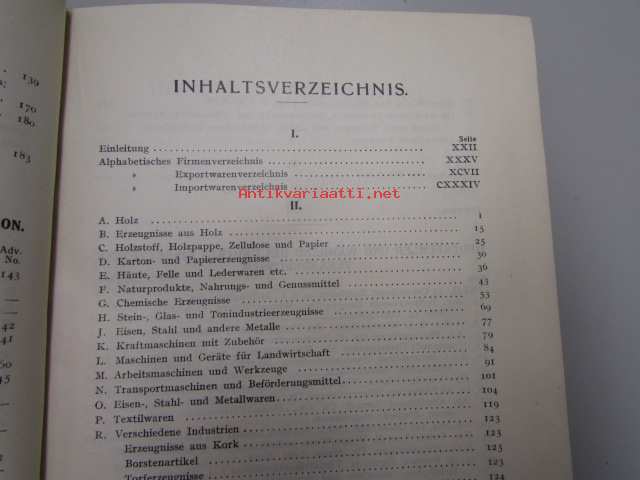 139
170
180
183
ON.
Adv.
No.
143
42
41
60
45
INHALTSVERZEICHNIS.
I.
Seite
Einleitung XXII
Alphabetisches Firmenverzeichnis XXXV
» Exportwarenverzeichnis XCVII
» Importwarenverzeichnis CXXXIV
Antikvariaatti.net
II.
A. Holz 1
B. Erzeugnisse aus Holz 15
C. Holzstoff, Holzpappe, Zellulose und Papier 25
D. Karton- und Papiererzeugnisse 30
E. Häute, Felle und Lederwaren etc. 36
F. Naturprodukte, Nahrungs- und Genussmittel 43
G. Chemische Erzeugnisse 53
H. Stein-, Glas- und Tonindustrieerzeugnisse 69
J. Eisen, Stahl und andere Metalle 77
K. Kraftmaschinen mit Zubehör 79
L. Maschinen und Geräte für Landwirtschaft 84
M. Arbeitsmaschinen und Werkzeuge 91
N. Transportmaschinen und Beförderungsmittel 101
O. Eisen-, Stahl- und Metallwaren 104
P. Textilwaren 119
R. Verschiedene Industrien 123
Erzeugnisse aus Kork 123
Borstenartikel 123
Torferzeugnisse 124